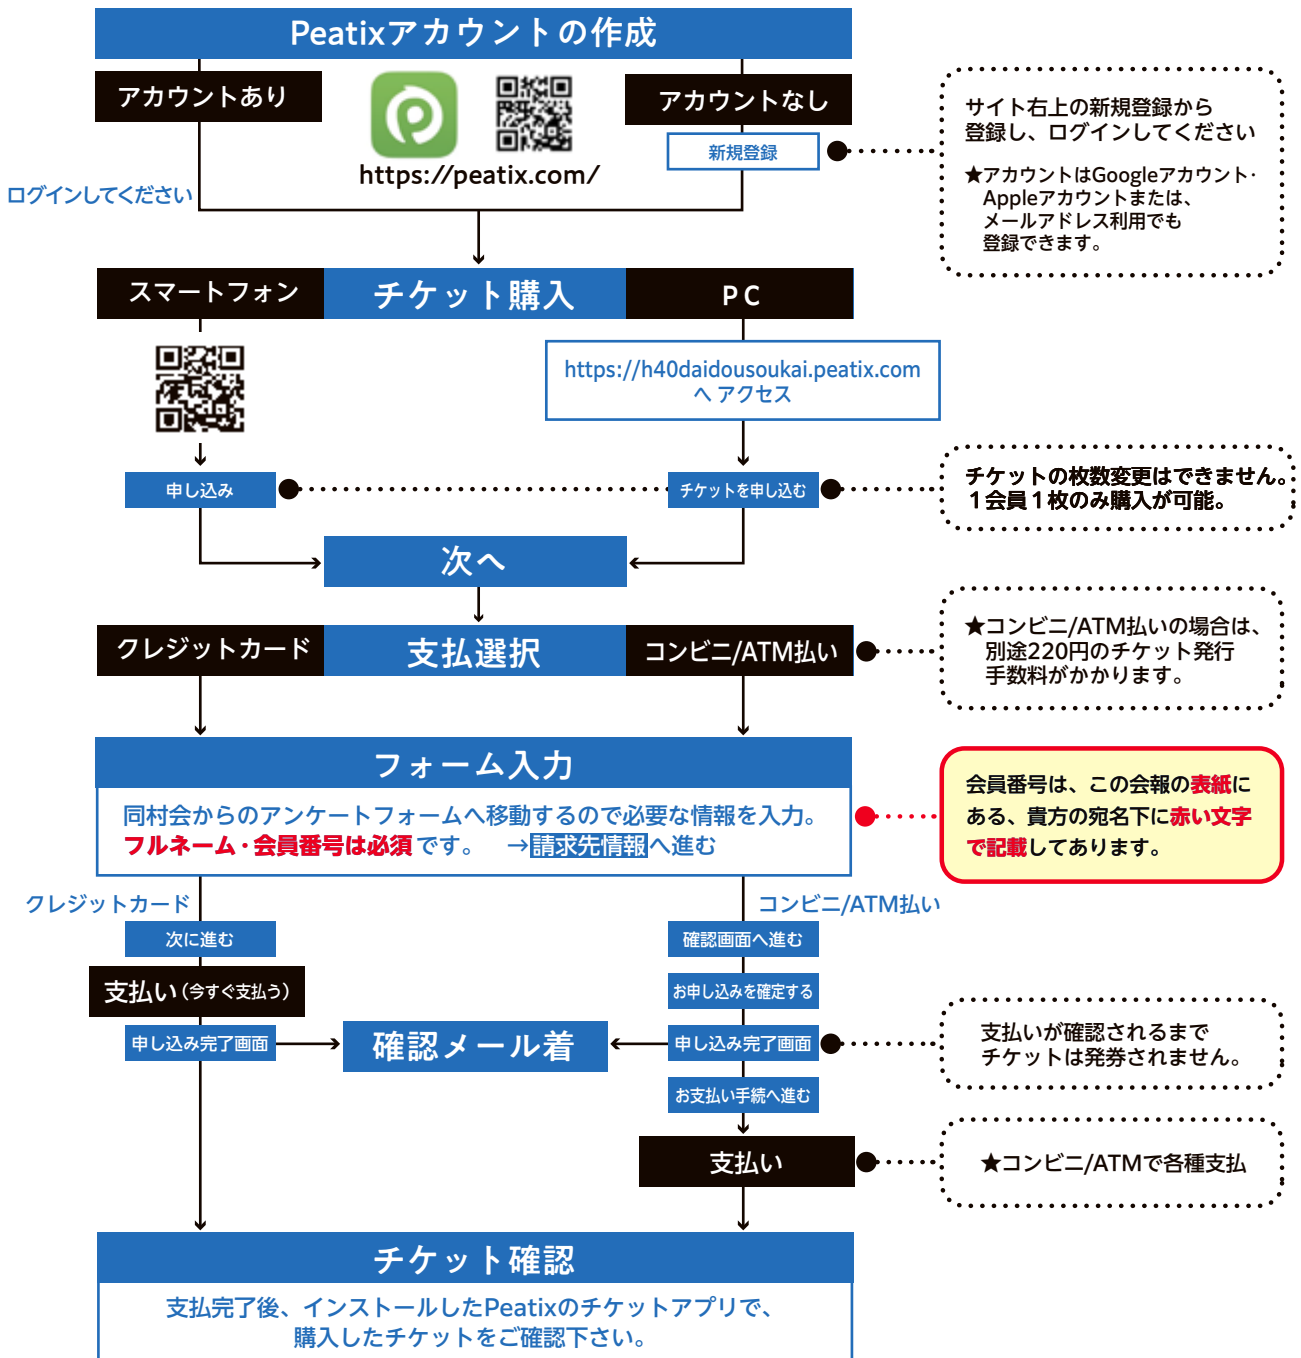 Peatixアカウントの作成
アカウントあり
アカウントなし
https://peatix.com/
新規登録
サイト右上の新規登録から
登録し、ログインしてください
★アカウントはGoogleアカウント・
Appleアカウントまたは、
メールアドレス利用でも
登録できます。
ログインしてください
スマートフォン
チケット購入
PC
https://h40daidousoukai.peatix.com
へ アクセス
申し込み
チケットを申し込む
チケットの枚数変更はできません。
１会員１枚のみ購入が可能。
次へ
クレジットカード
支払選択
コンビニ/ATM払い
★コンビニ/ATM払いの場合は、
別途220円のチケット発行
手数料がかかります。
フォーム入力
同村会からのアンケートフォームへ移動するので必要な情報を入力。
フルネーム・会員番号は必須です。　→請求先情報へ進む
会員番号は、この会報の表紙に
ある、貴方の宛名下に赤い文字
で記載してあります。
クレジットカード
コンビニ/ATM払い
次に進む
確認画面へ進む
支払い（今すぐ支払う）
お申し込みを確定する
申し込み完了画面
確認メール着
申し込み完了画面
支払いが確認されるまで
チケットは発券されません。
お支払い手続へ進む
支払い
★コンビニ/ATMで各種支払
チケット確認
支払完了後、インストールしたPeatixのチケットアプリで、
購入したチケットをご確認下さい。